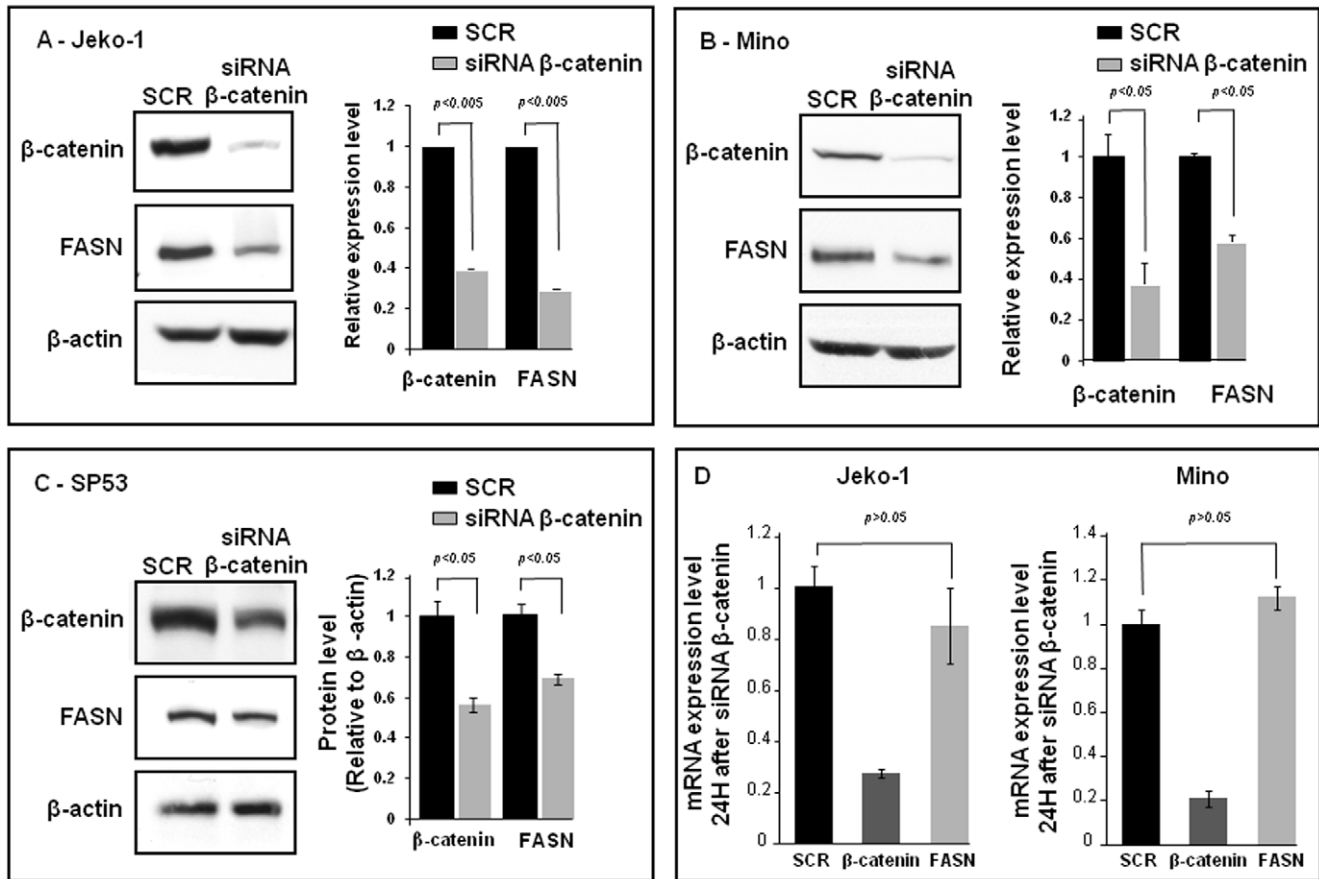 A - Jeko-1
SCR
siRNA β-catenin
siRNA
SCR β-catenin
β-catenin
FASN
β-actin
Relative expression level
1.2
1
0.8
0.6
0.4
0.2
0
p<0.005
p<0.005
β-catenin FASN
B - Mino
SCR
siRNA β-catenin
siRNA
SCR β-catenin
β-catenin
FASN
β-actin
Relative expression level
1.2
1
0.8
0.6
0.4
0.2
0
p<0.05
p<0.05
β-catenin FASN
C - SP53
SCR
siRNA β-catenin
siRNA
SCR β-catenin
β-catenin
FASN
β-actin
Protein level
(Relative to β -actin)
1.2
1
0.8
0.6
0.4
0.2
0
p<0.05
p<0.05
β-catenin FASN
D
Jeko-1
mRNA expression level
24H after siRNA β-catenin
1.2
1
0.8
0.6
0.4
0.2
0
p>0.05
SCR β-catenin FASN
Mino
mRNA expression level
24H after siRNA β-catenin
1.4
1.2
1
0.8
0.6
0.4
0.2
0
p>0.05
SCR β-catenin FASN